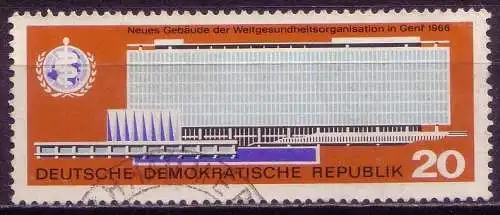 Neues Gebäude der Weltgesundheitsorganisation in Genf 1966
DEUTSCHE DEMOKRATISCHE REPUBLIK 20